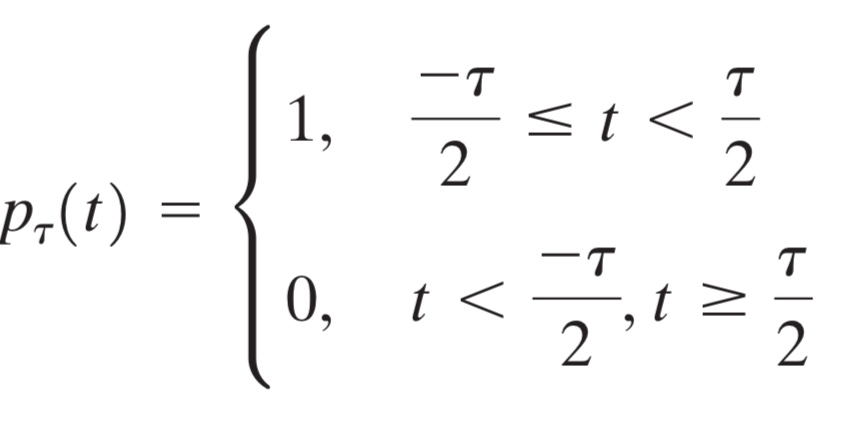 p_τ(t) = { 1, -τ/2 ≤ t < τ/2
0, t < -τ/2, t ≥ τ/2